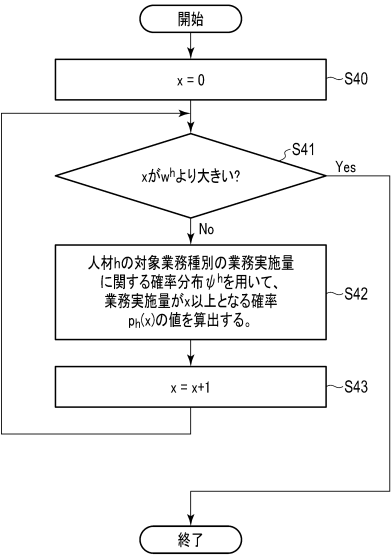 開始
x = 0
S40
xがwʰより大きい?
S41
Yes
No
人材hの対象業務種別の業務実施量
に関する確率分布ψʰを用いて、
業務実施量がx以上となる確率
pₕ(x)の値を算出する。
S42
x = x+1
S43
終了